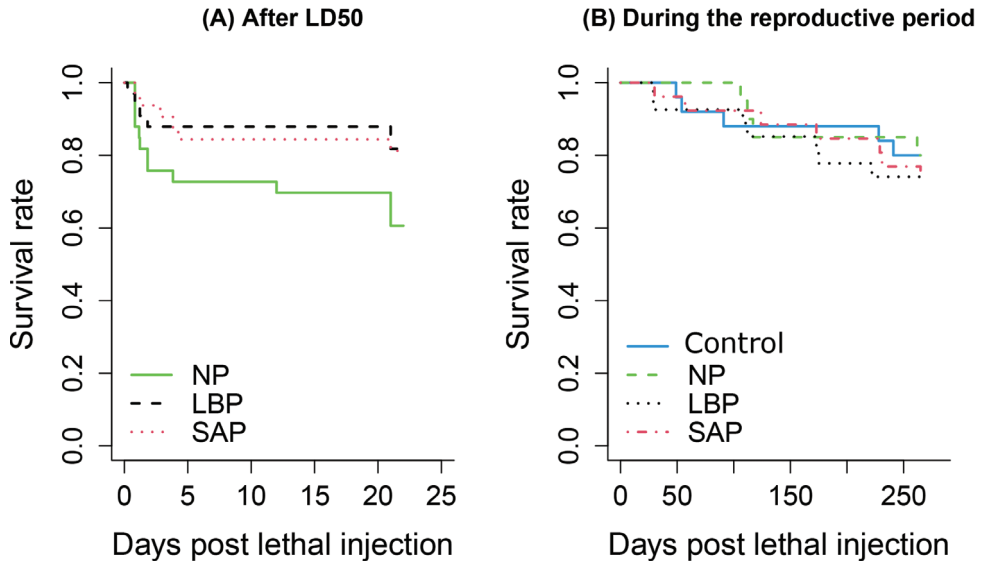 (A) After LD50
Survival rate
1.0
0.8
0.6
0.4
0.2
0.0
NP
LBP
SAP
0 5 10 15 20 25
Days post lethal injection
(B) During the reproductive period
Survival rate
1.0
0.8
0.6
0.4
0.2
0.0
Control
NP
LBP
SAP
0 50 150 250
Days post lethal injection